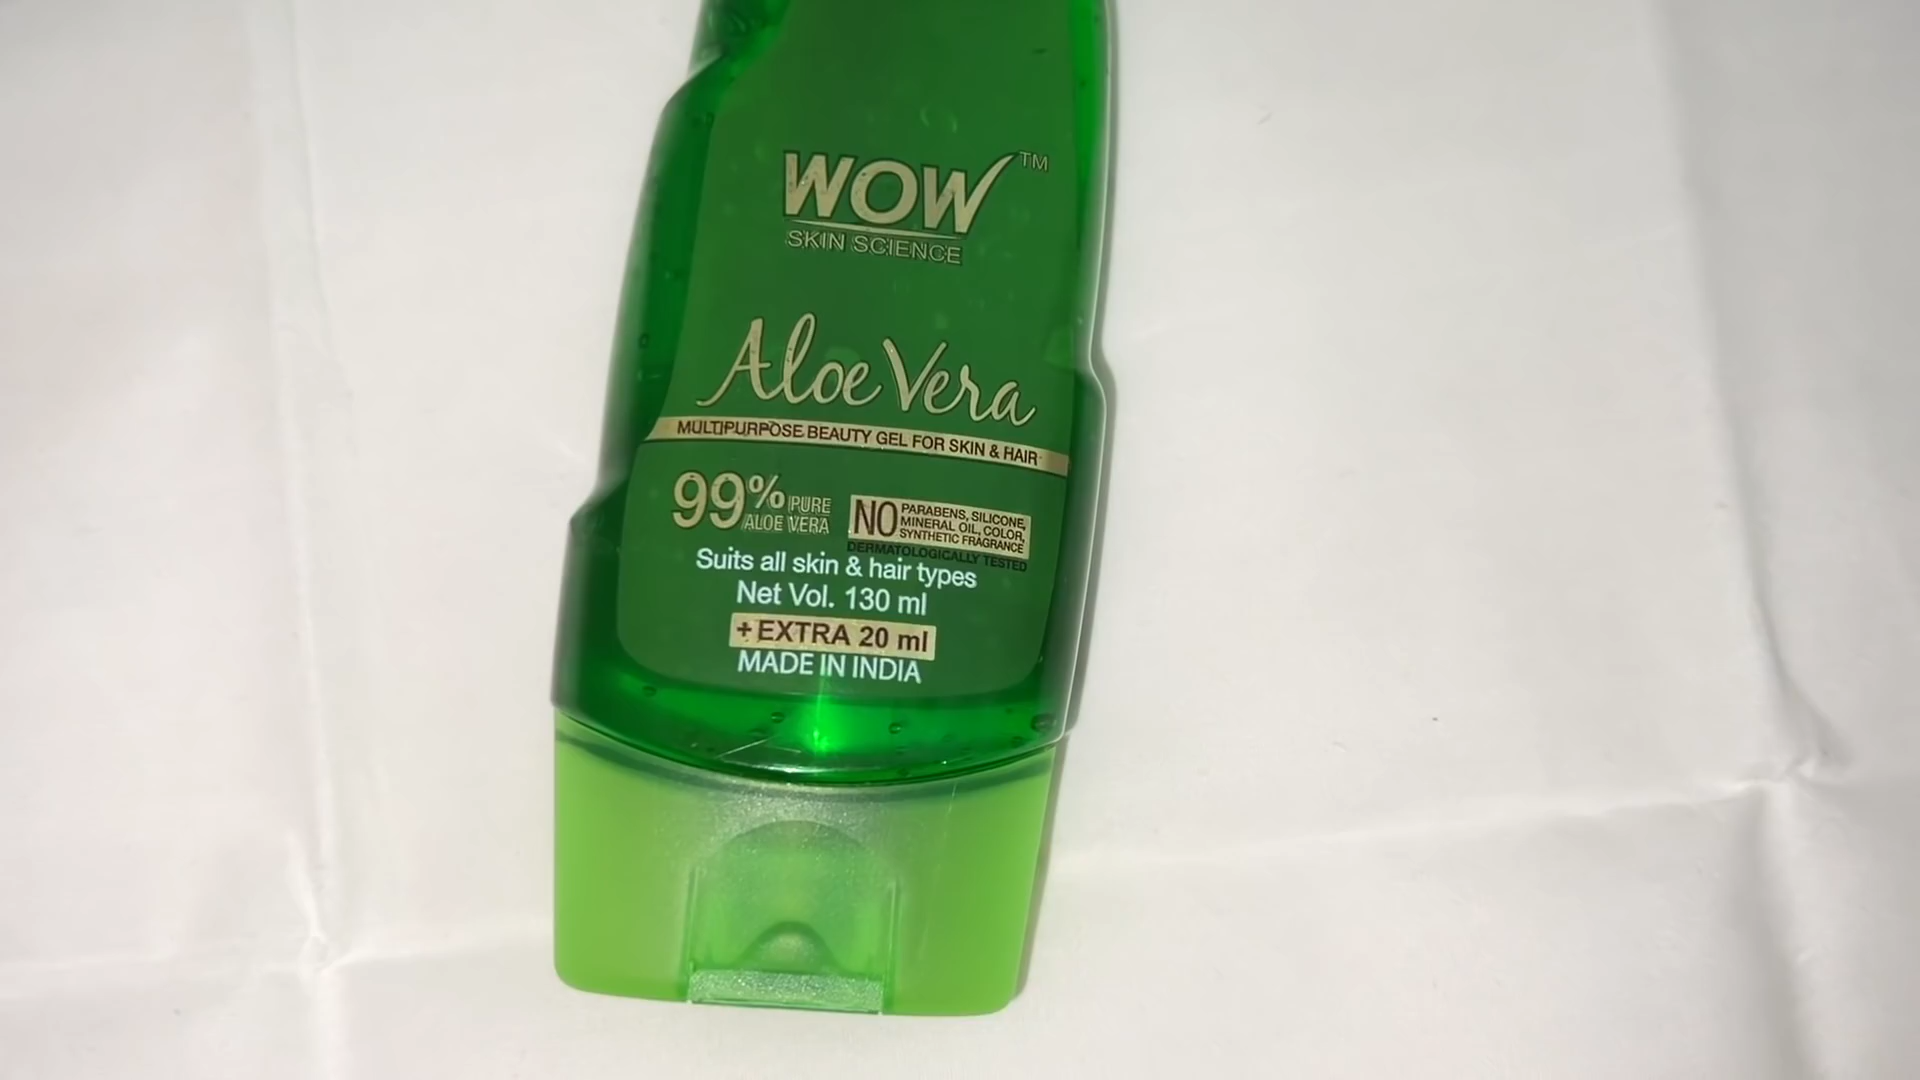 WOW™
SKIN SCIENCE
Aloe Vera
MULTIPURPOSE BEAUTY GEL FOR SKIN & HAIR
99% PURE
ALOE VERA
NO PARABENS, SILICONE,
MINERAL OIL, COLOR,
SYNTHETIC FRAGRANCE
DERMATOLOGICALLY TESTED
Suits all skin & hair types
Net Vol. 130 ml
+EXTRA 20 ml
MADE IN INDIA